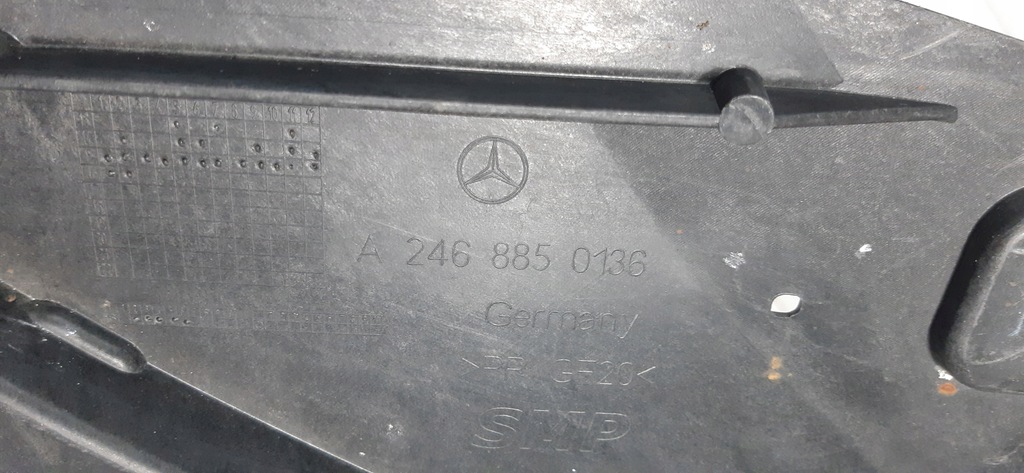 A 246 885 0136
Germany
>PP/GF20<
SMP